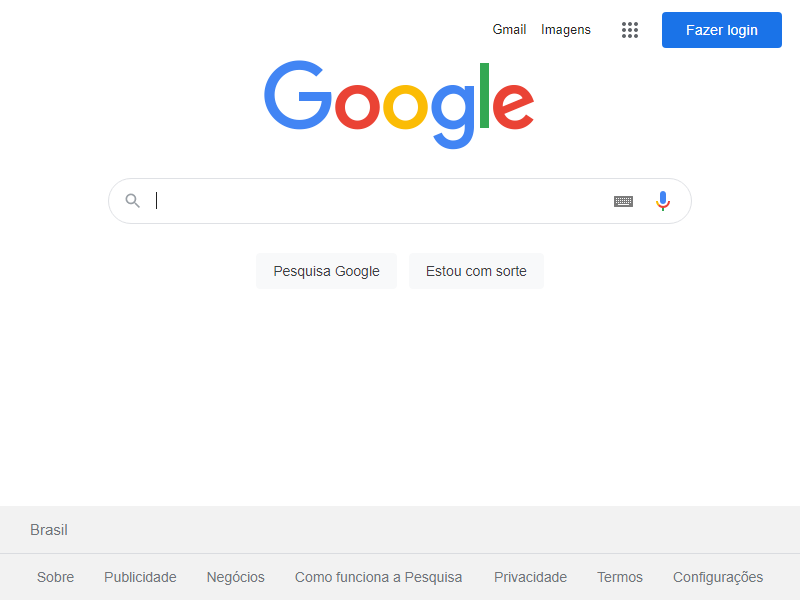 Gmail Imagens Fazer login
Google
Pesquisa Google Estou com sorte
Brasil
Sobre Publicidade Negócios Como funciona a Pesquisa Privacidade Termos Configurações